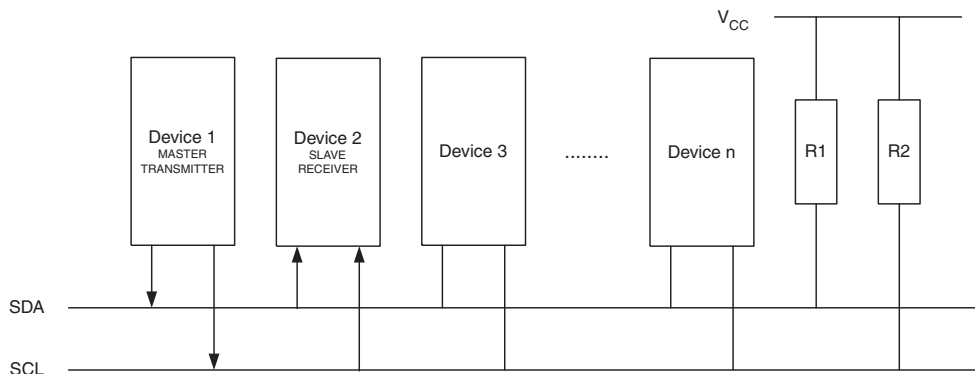 VCC
Device 1
MASTER
TRANSMITTER
Device 2
SLAVE
RECEIVER
Device 3
........
Device n
R1
R2
SDA
SCL